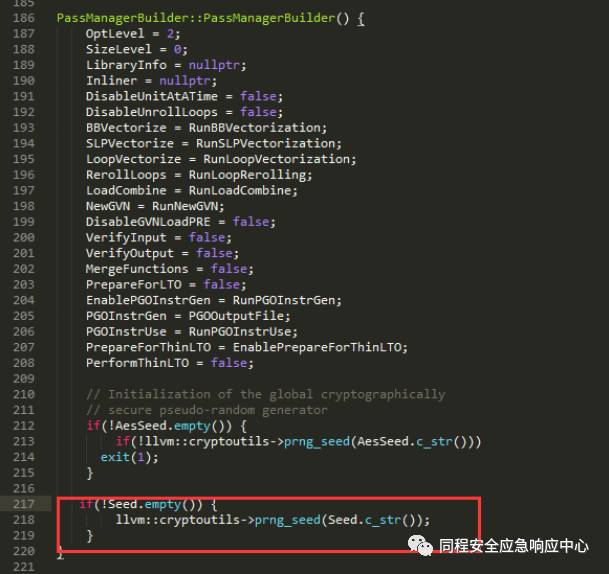 185
186 PassManagerBuilder::PassManagerBuilder() {
187     OptLevel = 2;
188     SizeLevel = 0;
189     LibraryInfo = nullptr;
190     Inliner = nullptr;
191     DisableUnitAtATime = false;
192     DisableUnrollLoops = false;
193     BBVectorize = RunBBVectorization;
194     SLPVectorize = RunSLPVectorization;
195     LoopVectorize = RunLoopVectorization;
196     RerollLoops = RunLoopRerolling;
197     LoadCombine = RunLoadCombine;
198     NewGVN = RunNewGVN;
199     DisableGVNLoadPRE = false;
200     VerifyInput = false;
201     VerifyOutput = false;
202     MergeFunctions = false;
203     PrepareForLTO = false;
204     EnablePGOInstrGen = RunPGOInstrGen;
205     PGOInstrGen = PGOOutputFile;
206     PGOInstrUse = RunPGOInstrUse;
207     PrepareForThinLTO = EnablePrepareForThinLTO;
208     PerformThinLTO = false;
209
210     // Initialization of the global cryptographically
211     // secure pseudo-random generator
212     if(!AesSeed.empty()) {
213         if(!llvm::cryptoutils->prng_seed(AesSeed.c_str()))
214       exit(1);
215     }
216
217    if(!Seed.empty()) {
218         llvm::cryptoutils->prng_seed(Seed.c_str());
219     }
220 }
221
同程安全应急响应中心